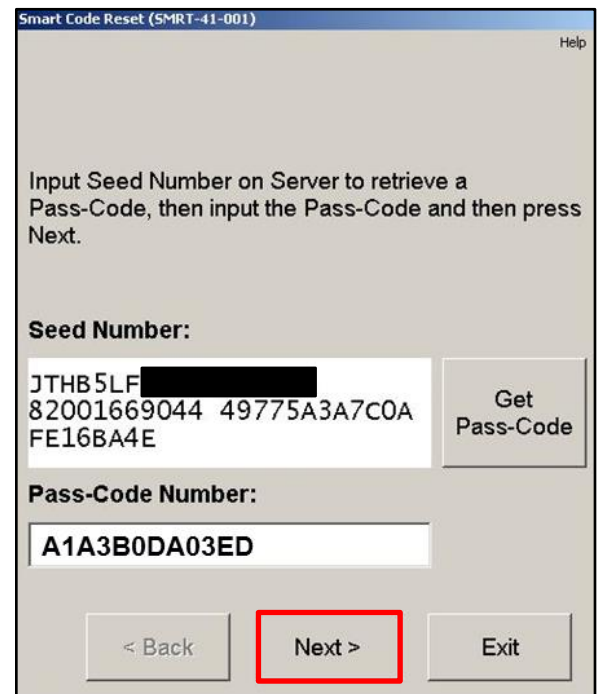 Smart Code Reset (SMRT-41-001)
Help
Input Seed Number on Server to retrieve a
Pass-Code, then input the Pass-Code and then press
Next.
Seed Number:
JTHB5LF
82001669044 49775A3A7C0A
FE16BA4E
Get
Pass-Code
Pass-Code Number:
A1A3B0DA03ED
< Back
Next >
Exit